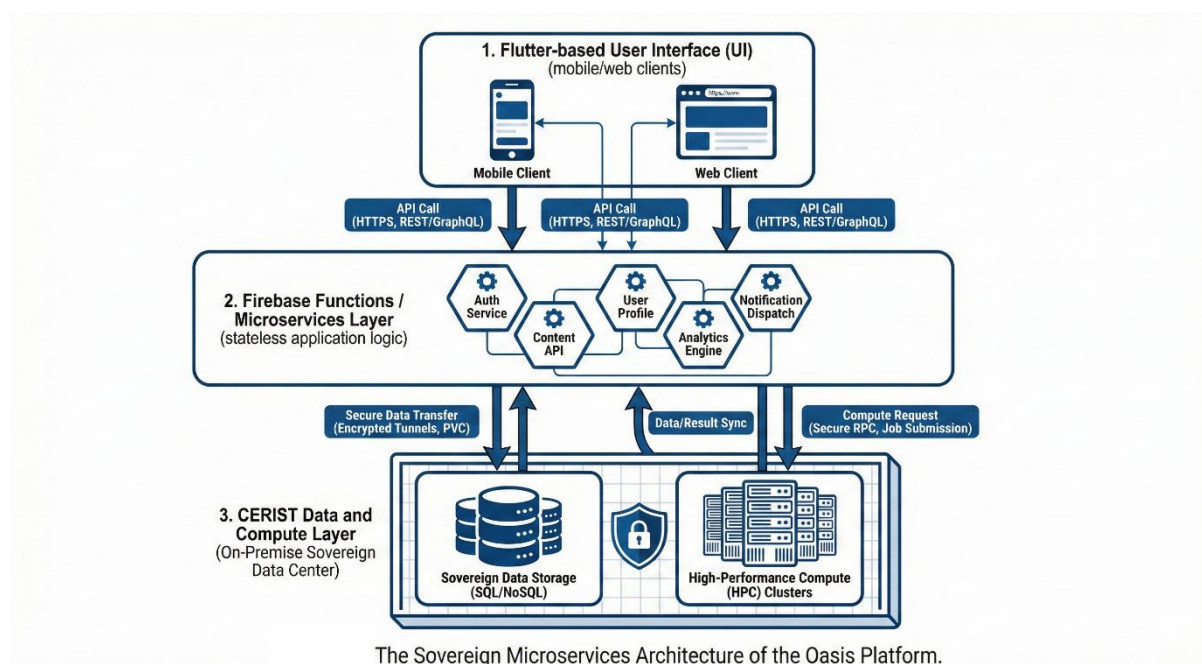 1. Flutter-based User Interface (UI)
(mobile/web clients)
https://www
Mobile Client
Web Client
API Call
(HTTPS, REST/GraphQL)
API Call
(HTTPS, REST/GraphQL)
API Call
(HTTPS, REST/GraphQL)
2. Firebase Functions /
Microservices Layer
(stateless application logic)
Auth
Service
Content
API
User
Profile
Analytics
Engine
Notification
Dispatch
Secure Data Transfer
(Encrypted Tunnels, PVC)
Data/Result Sync
Compute Request
(Secure RPC, Job Submission)
3. CERIST Data and
Compute Layer
(On-Premise Sovereign
Data Center)
Sovereign Data Storage
(SQL/NoSQL)
High-Performance Compute
(HPC) Clusters
The Sovereign Microservices Architecture of the Oasis Platform.